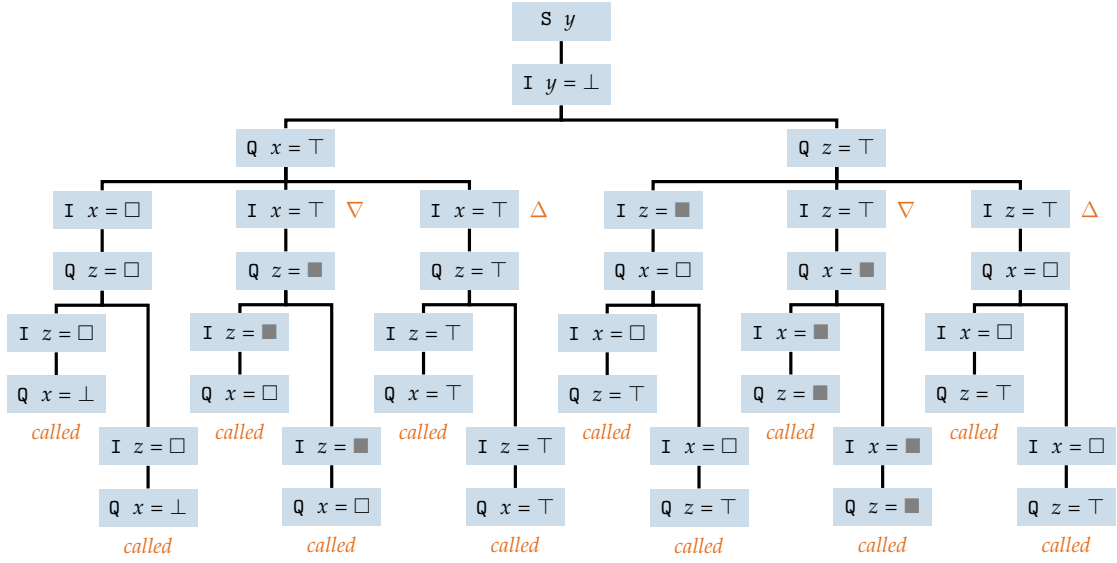 S y
I y = ⊥
Q x = ⊤ Q z = ⊤
I x = □ I x = ⊤ ∇ I x = ⊤ Δ I z = ■ I z = ⊤ ∇ I z = ⊤ Δ
Q z = □ Q z = ■ Q z = ⊤ Q x = □ Q x = ■ Q x = □
I z = □ I z = ■ I z = ⊤ I x = □ I x = ■ I x = □
Q x = ⊥ Q x = □ Q x = ⊤ Q z = ⊤ Q z = ■ Q z = ⊤
called called called called called called
I z = □ I z = ■ I z = ⊤ I x = □ I x = ■ I x = □
Q x = ⊥ Q x = □ Q x = ⊤ Q z = ⊤ Q z = ■ Q z = ⊤
called called called called called called